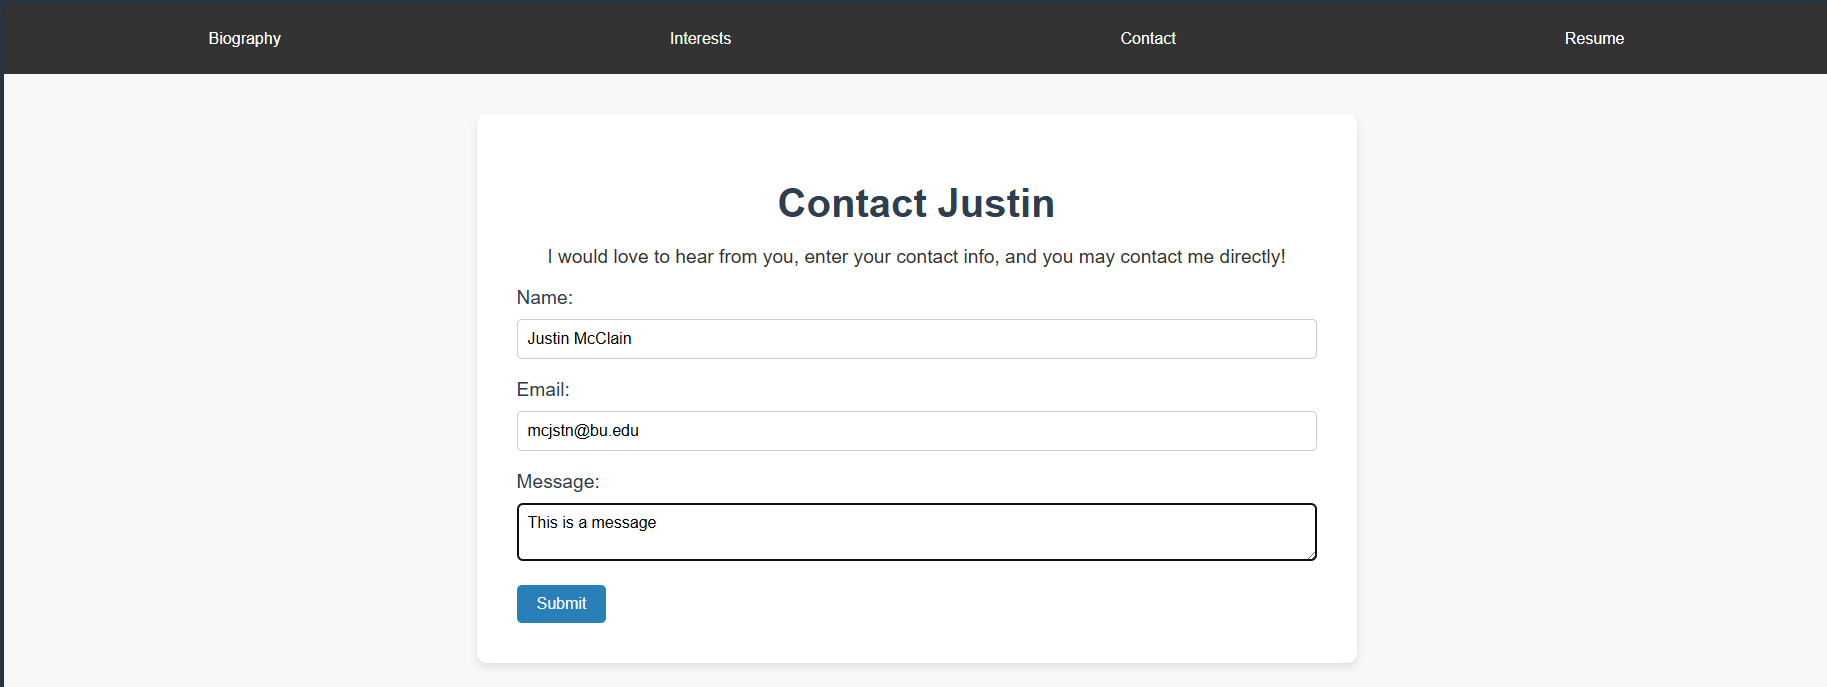 Biography Interests Contact Resume
Contact Justin
I would love to hear from you, enter your contact info, and you may contact me directly!
Name:
Justin McClain
Email:
mcjstn@bu.edu
Message:
This is a message
Submit